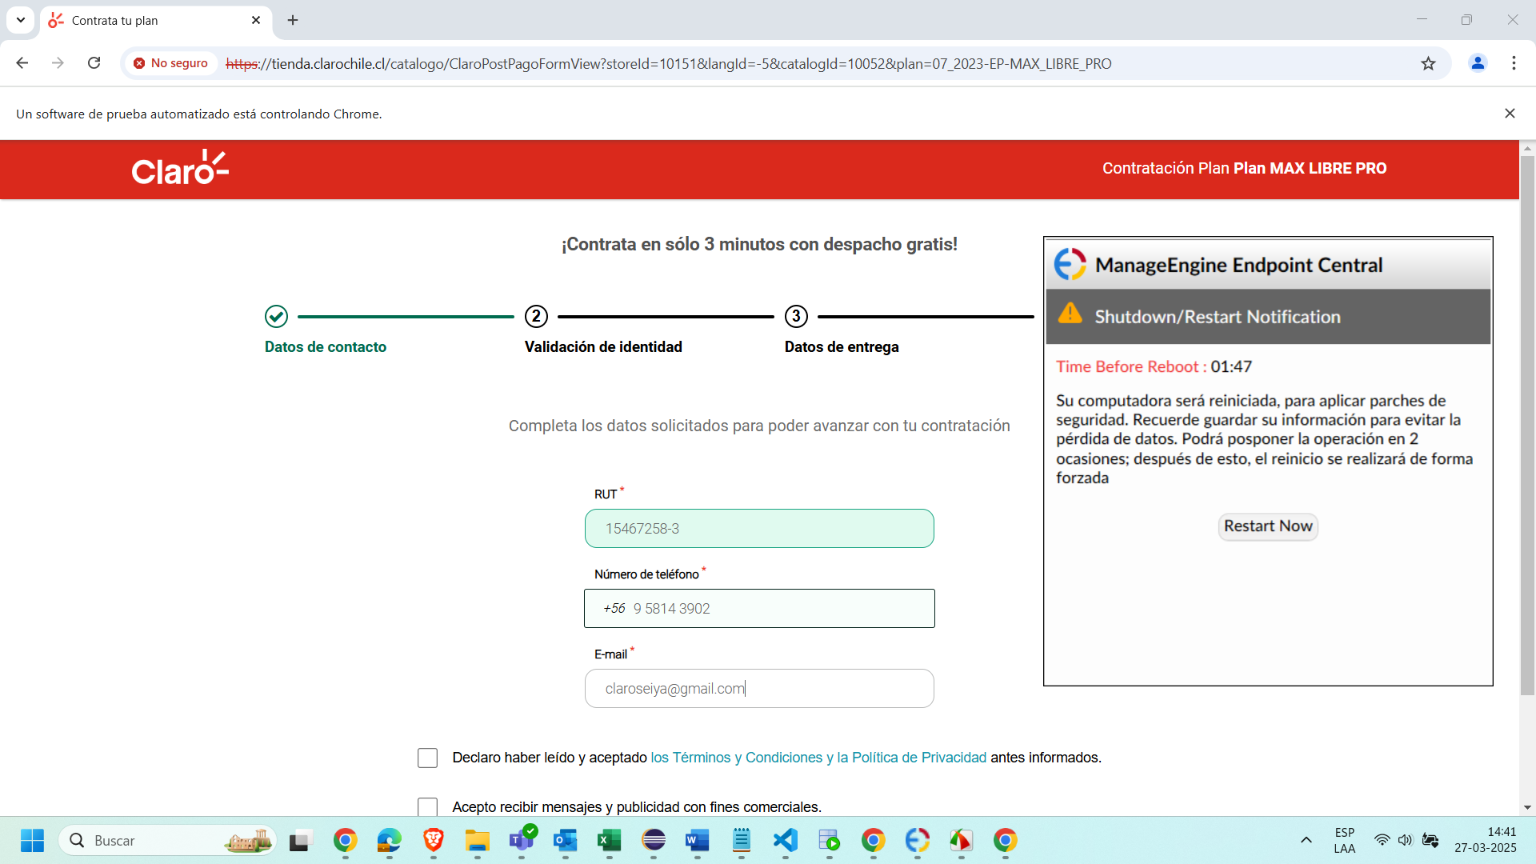 Contrata tu plan
No seguro
https://tienda.clarochile.cl/catalogo/ClaroPostPagoFormView?storeId=10151&langId=-5&catalogId=10052&plan=07_2023-EP-MAX_LIBRE_PRO
Un software de prueba automatizado está controlando Chrome.
Claro
Contratación Plan Plan MAX LIBRE PRO
¡Contrata en sólo 3 minutos con despacho gratis!
2
3
Datos de contacto
Validación de identidad
Datos de entrega
Completa los datos solicitados para poder avanzar con tu contratación
RUT *
15467258-3
Número de teléfono *
+56 9 5814 3902
E-mail *
claroseiya@gmail.com
Declaro haber leído y aceptado los Términos y Condiciones y la Política de Privacidad antes informados.
Acepto recibir mensajes y publicidad con fines comerciales.
ManageEngine Endpoint Central
Shutdown/Restart Notification
Time Before Reboot : 01:47
Su computadora será reiniciada, para aplicar parches de
seguridad. Recuerde guardar su información para evitar la
pérdida de datos. Podrá posponer la operación en 2
ocasiones; después de esto, el reinicio se realizará de forma
forzada
Restart Now
Buscar
ESP
LAA
14:41
27-03-2025